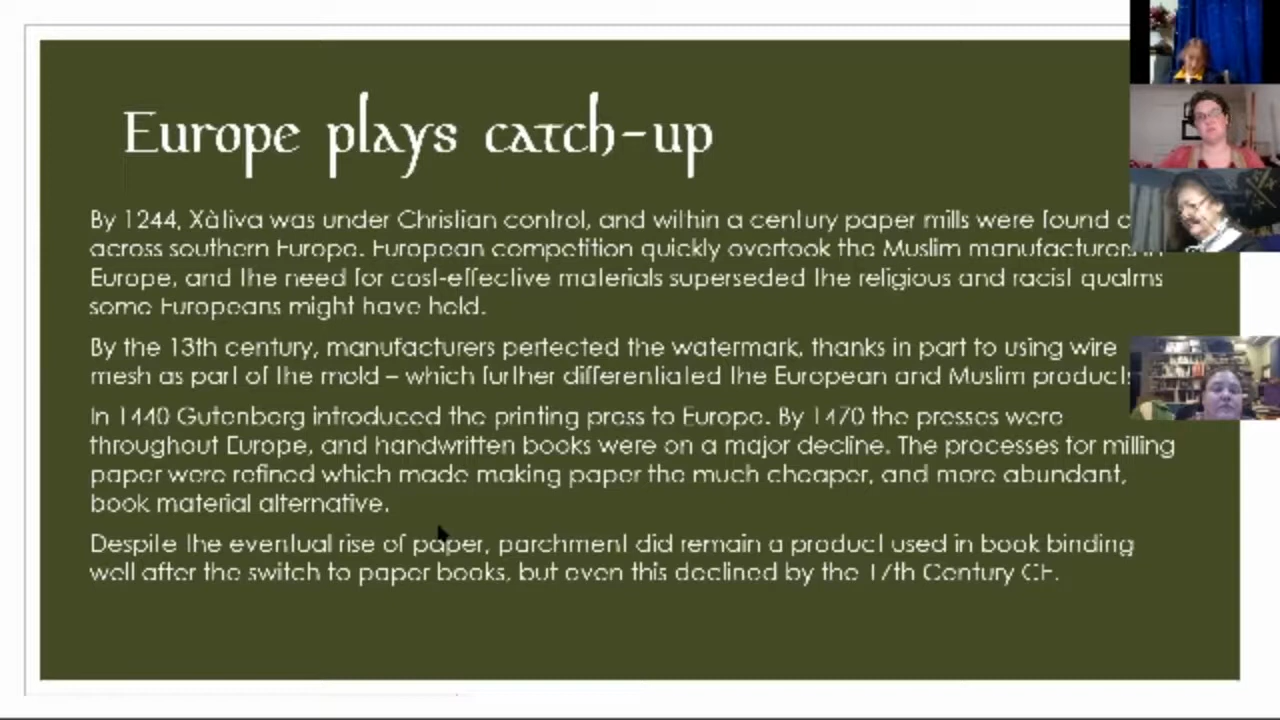 Europe plays catch-up
By 1244, Xàtiva was under Christian control, and within a century paper mills were found
across southern Europe. European competition quickly overtook the Muslim manufacturers in
Europe, and the need for cost-effective materials superseded the religious and racist qualms
some Europeans might have held.
By the 13th century, manufacturers perfected the watermark, thanks in part to using wire
mesh as part of the mold – which further differentiated the European and Muslim products
In 1440 Gutenberg introduced the printing press to Europe. By 1470 the presses were
throughout Europe, and handwritten books were on a major decline. The processes for milling
paper were refined which made making paper the much cheaper, and more abundant,
book material alternative.
Despite the eventual rise of paper, parchment did remain a product used in book binding
well after the switch to paper books, but even this declined by the 17th Century CE.